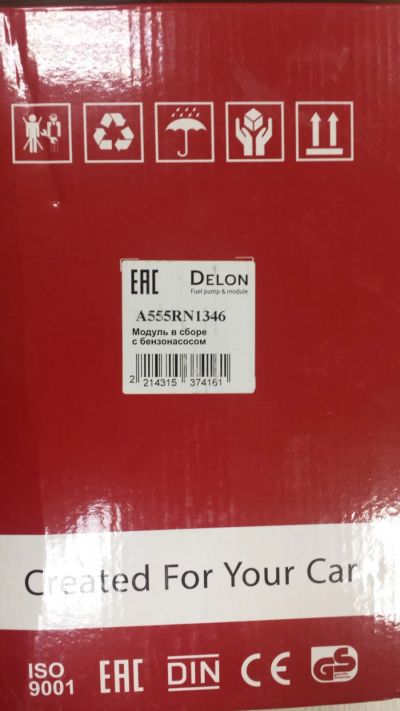 EAC DELON
Fuel pump & module
A555RN1346
Модуль в сборе
с бензонасосом
2 214315 374161
Created For Your Car
ISO
9001 EAC DIN CE GS